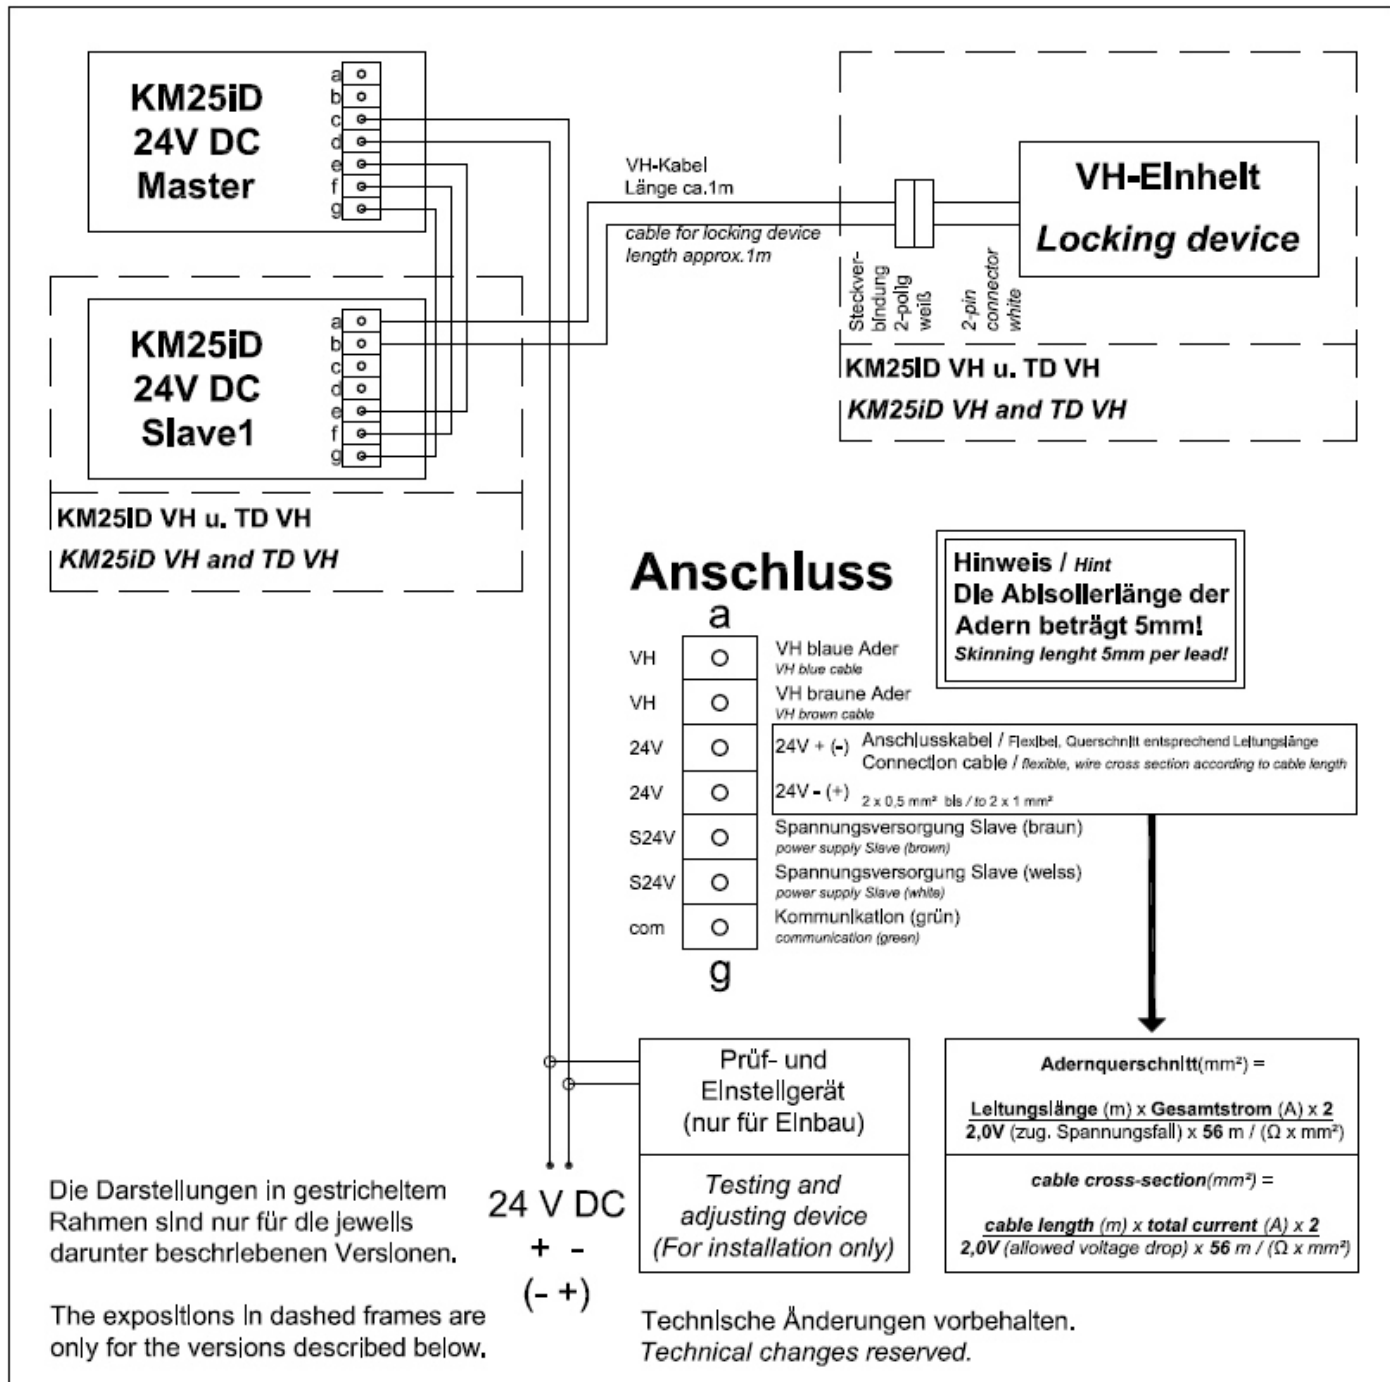 KM25iD
24V DC
Master
a
b
c
d
e
f
g
KM25iD
24V DC
Slave1
a
b
c
d
e
f
g
KM25iD VH u. TD VH
KM25iD VH and TD VH
VH-Kabel
Länge ca.1m
cable for locking device
length approx.1m
VH-EInheIt
Locking device
Steckver-
bindung
2-polig
weiß
2-pin
connector
white
KM25iD VH u. TD VH
KM25iD VH and TD VH
Anschluss
a
VH
VH blaue Ader
VH blue cable
VH
VH braune Ader
VH brown cable
24V
24V + (-) Anschlusskabel / Flexibel, Querschnitt entsprechend Leitungslänge
Connection cable / flexible, wire cross section according to cable length
24V
24V - (+) 2 x 0,5 mm² bis / to 2 x 1 mm²
S24V
Spannungsversorgung Slave (braun)
power supply Slave (brown)
S24V
Spannungsversorgung Slave (weiss)
power supply Slave (white)
com
Kommunikation (grün)
communication (green)
g
Hinweis / Hint
Die Abisollerlänge der
Adern beträgt 5mm!
Skinning lenght 5mm per lead!
Prüf- und
Einstellgerät
(nur für Einbau)
Testing and
adjusting device
(For installation only)
Adernquerschnitt(mm²) =
Leitungslänge (m) x Gesamtstrom (A) x 2
2,0V (zug. Spannungsfall) x 56 m / (Ω x mm²)
cable cross-section(mm²) =
cable length (m) x total current (A) x 2
2,0V (allowed voltage drop) x 56 m / (Ω x mm²)
24 V DC
+ -
(- +)
Die Darstellungen in gestricheltem
Rahmen sind nur für die jeweils
darunter beschriebenen Versionen.
The expositions in dashed frames are
only for the versions described below.
Technische Änderungen vorbehalten.
Technical changes reserved.